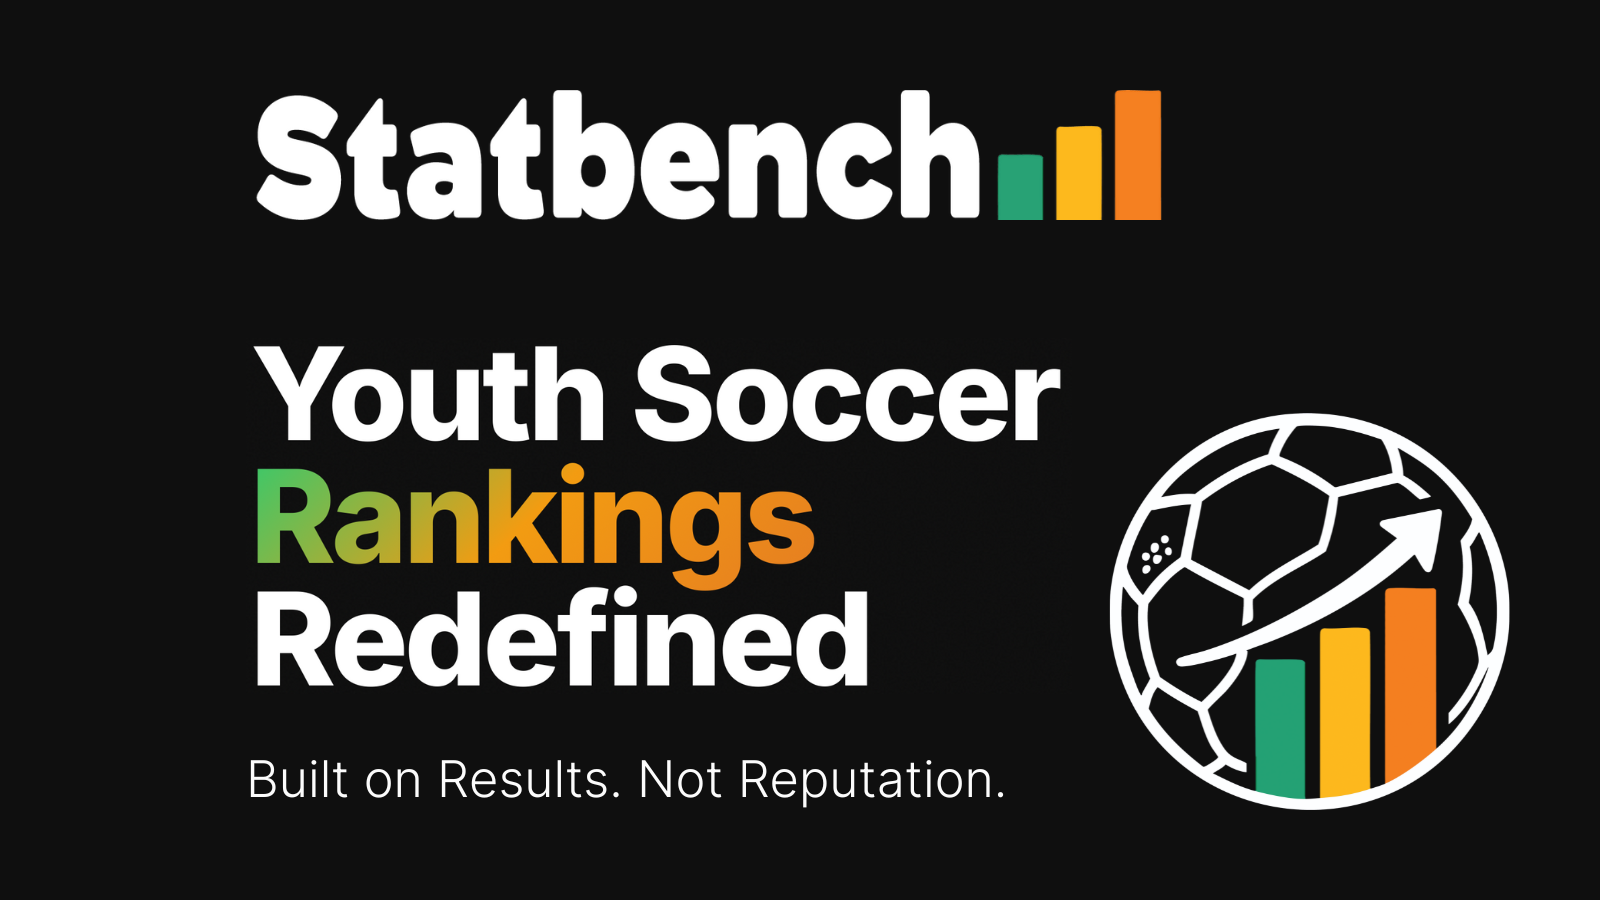 Statbench
Youth Soccer
Rankings
Redefined
Built on Results. Not Reputation.